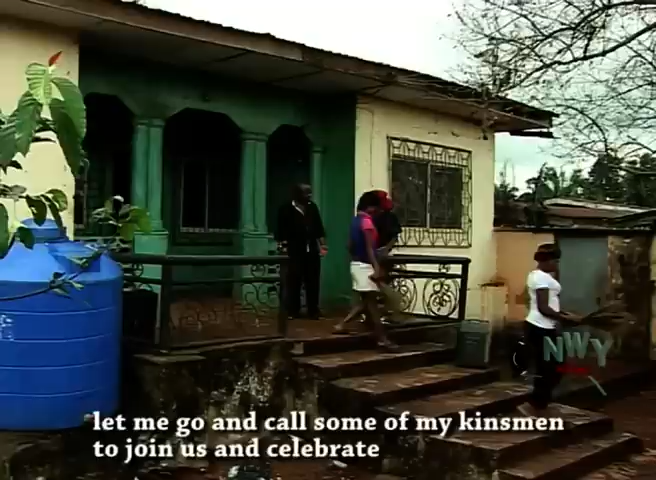 NWY
let me go and call some of my kinsmen
to join us and celebrate